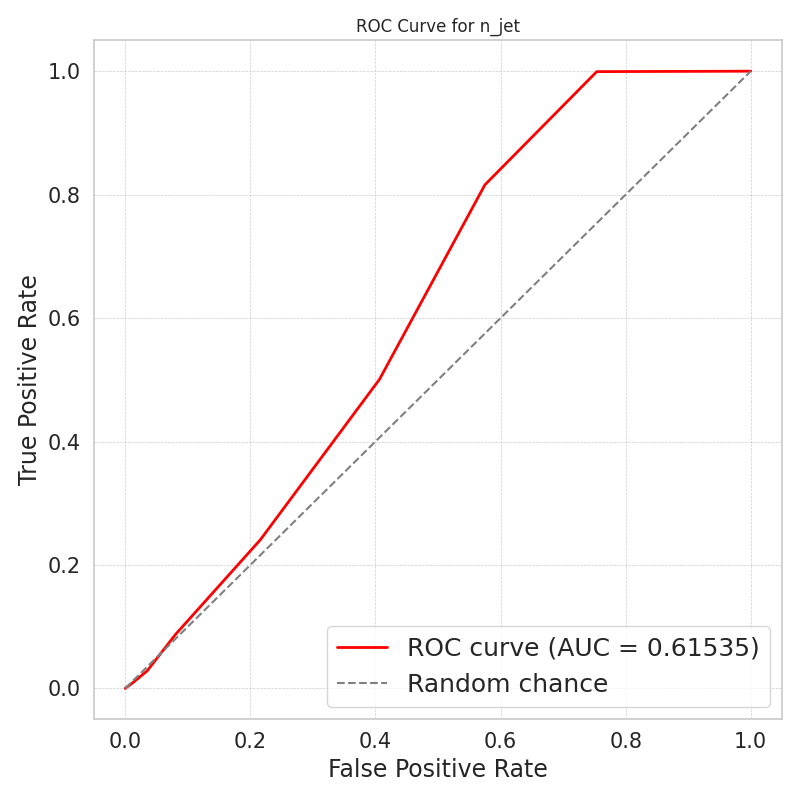 ROC Curve for n_jet
1.0
0.8
0.6
0.4
0.2
0.0
True Positive Rate
ROC curve (AUC = 0.61535)
Random chance
0.0 0.2 0.4 0.6 0.8 1.0
False Positive Rate